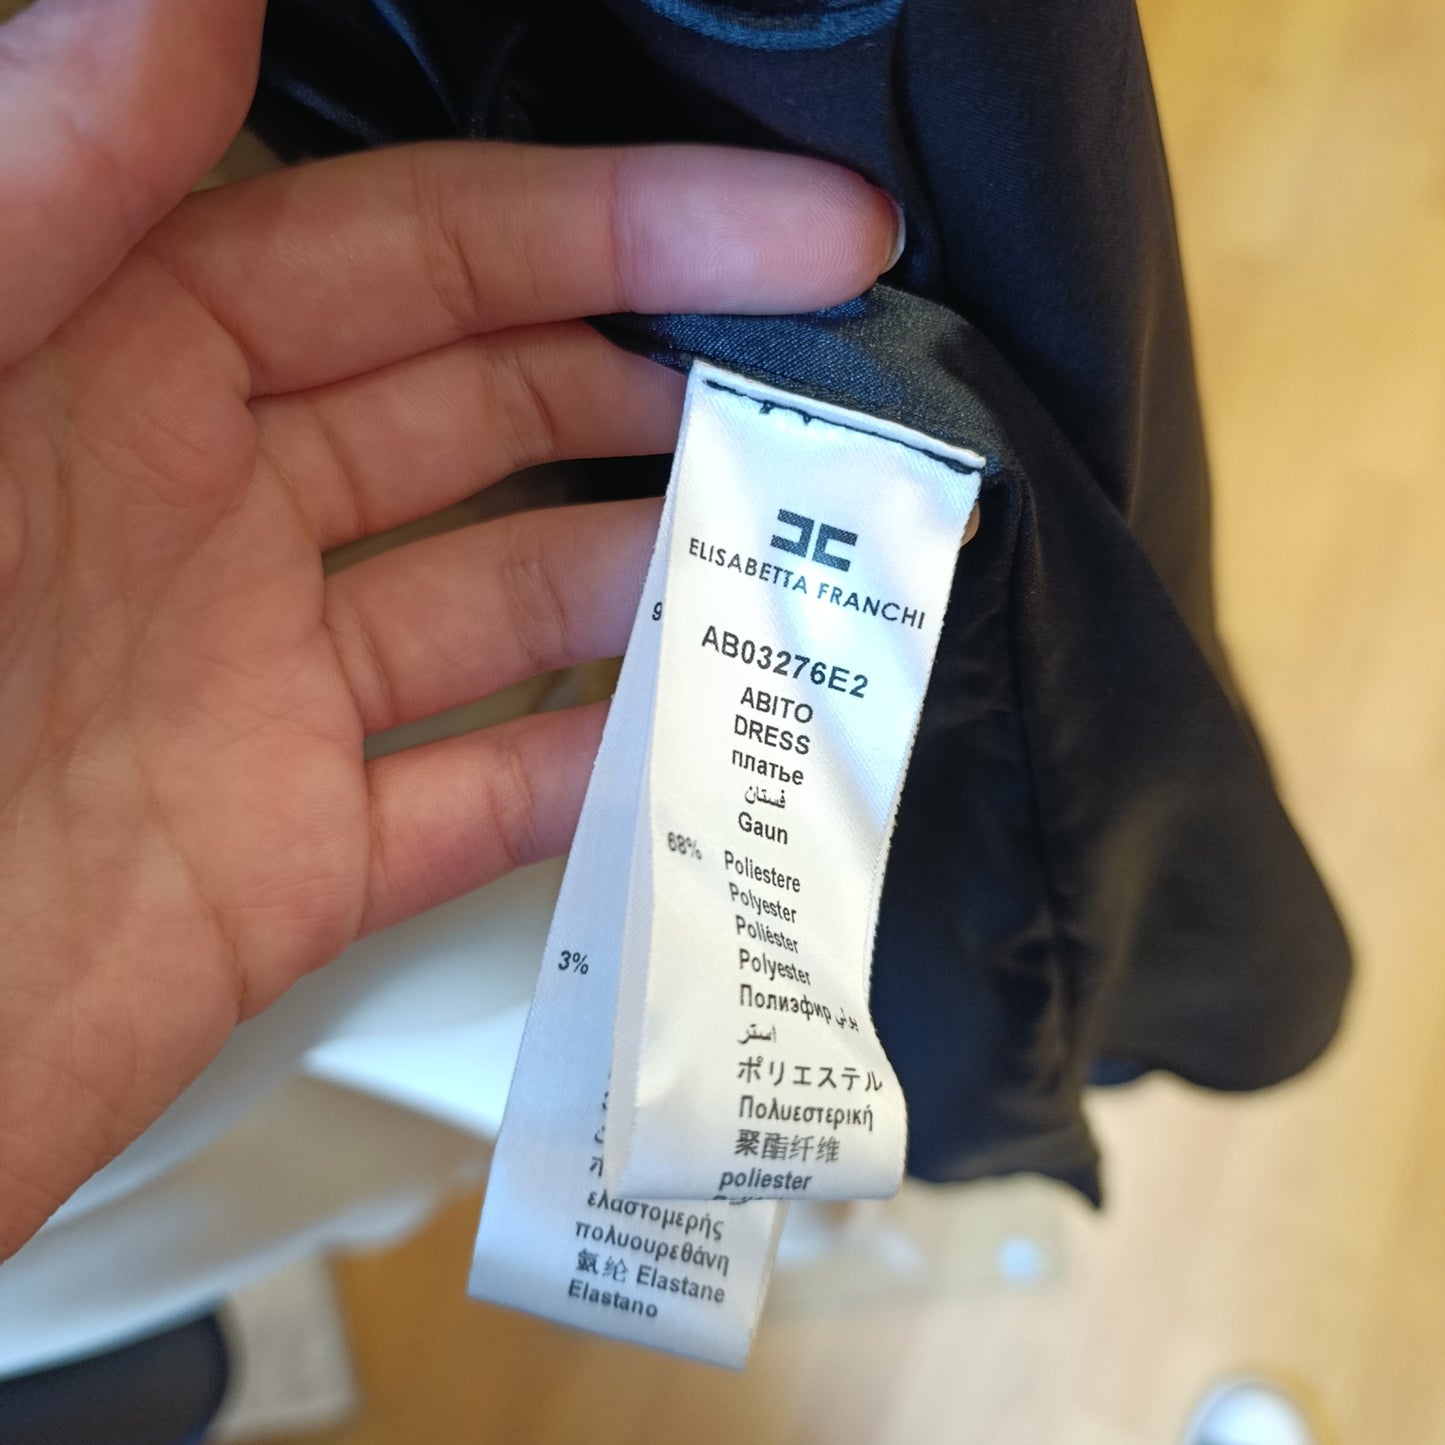 ELISABETTA FRANCHI
AB03276E2
ABITO
DRESS
платье
فستان
Gaun
68% Poliestere
Polyester
Poliéster
Polyester
Полиэфир بولي
استر
ポリエステル
Πολυεστερική
聚酯纤维
poliester
3%
ελαστομερής
πολυουρεθάνη
氨纶 Elastane
Elastano